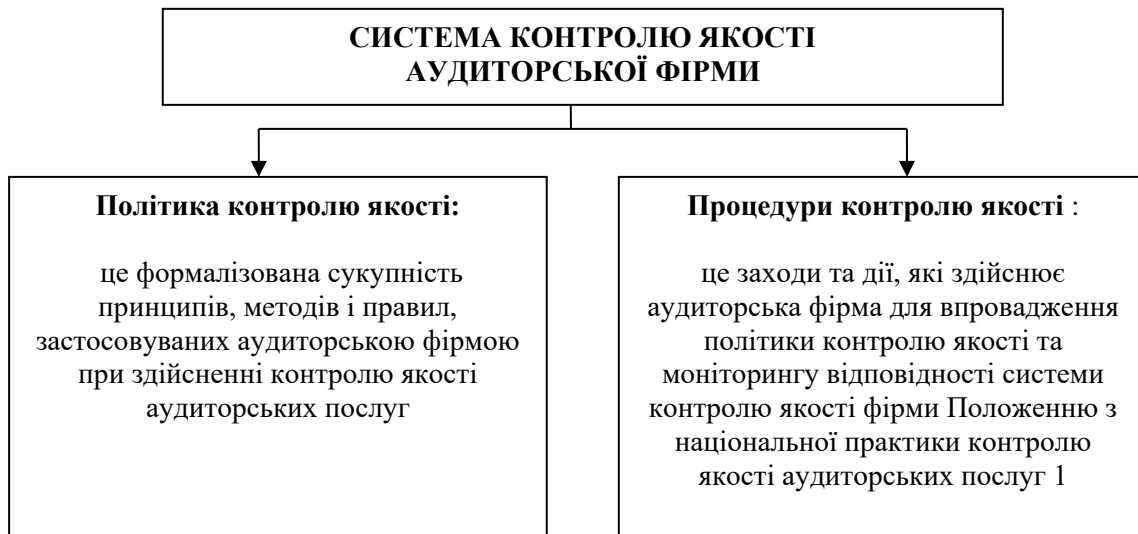 СИСТЕМА КОНТРОЛЮ ЯКОСТІ
АУДИТОРСЬКОЇ ФІРМИ
Політика контролю якості:
це формалізована сукупність
принципів, методів і правил,
застосовуваних аудиторською фірмою
при здійсненні контролю якості
аудиторських послуг
Процедури контролю якості :
це заходи та дії, які здійснює
аудиторська фірма для впровадження
політики контролю якості та
моніторингу відповідності системи
контролю якості фірми Положенню з
національної практики контролю
якості аудиторських послуг 1